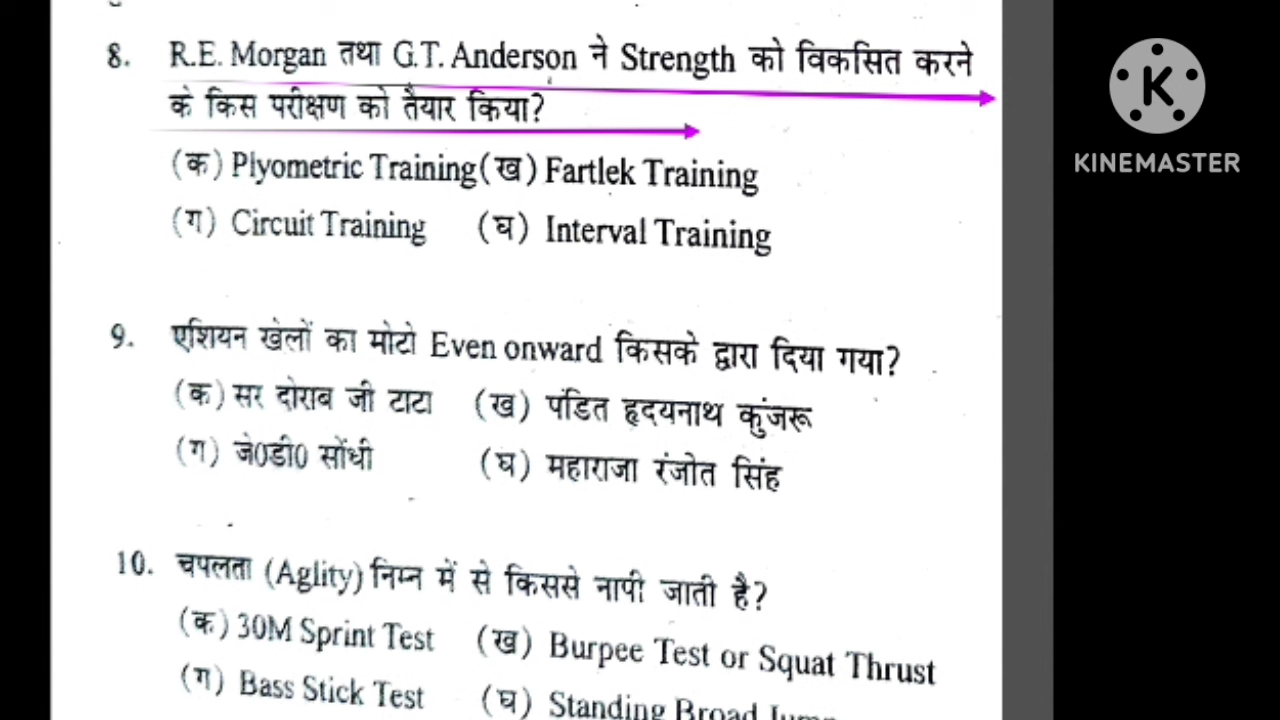 8. R.E. Morgan तथा G.T. Anderson ने Strength को विकसित करने
के किस परीक्षण को तैयार किया?
(क) Plyometric Training (ख) Fartlek Training
(ग) Circuit Training (घ) Interval Training
K
KINEMASTER
9. एशियन खेलों का मोटो Even onward किसके द्वारा दिया गया?
(क) सर दोराब जी टाटा (ख) पंडित हृदयनाथ कुंजरू
(ग) जे0डी0 सोंधी (घ) महाराजा रंजोत सिंह
10. चपलता (Aglity) निम्न में से किससे नापी जाती है?
(क) 30M Sprint Test (ख) Burpee Test or Squat Thrust
(ग) Bass Stick Test (घ) Standing Broad Jump